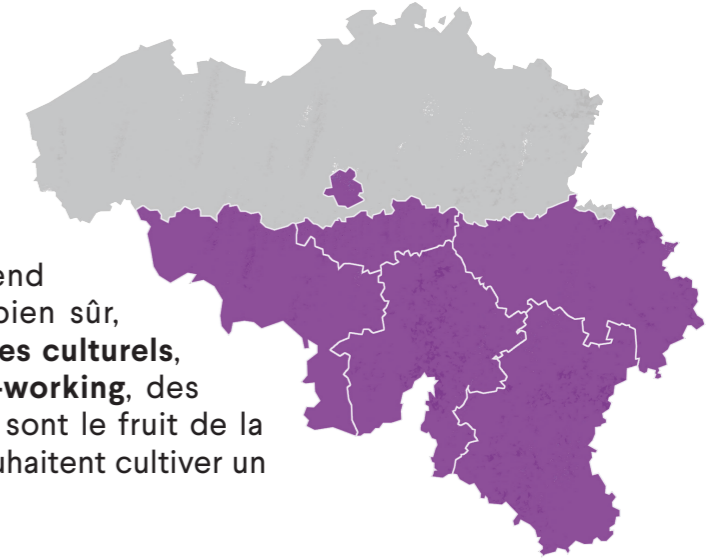 end
bien sûr,
es culturels,
-working, des
sont le fruit de la
uhaitent cultiver un